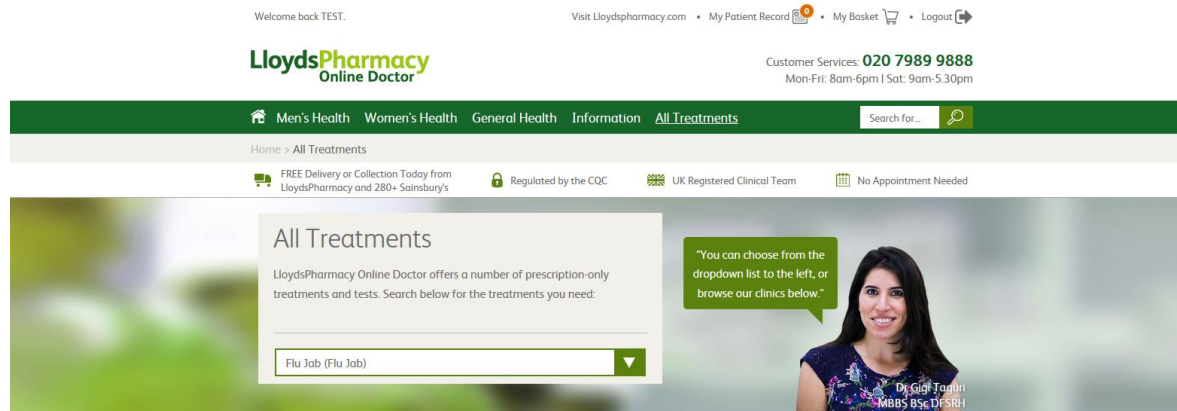 Welcome back TEST.
Visit Lloydspharmacy.com • My Patient Record 0 • My Basket • Logout
LloydsPharmacy
Online Doctor
Customer Services: 020 7989 9888
Mon-Fri: 8am-6pm | Sat: 9am-5.30pm
Men's Health Women's Health General Health Information All Treatments
Search for...
Home > All Treatments
FREE Delivery or Collection Today from
LloydsPharmacy and 280+ Sainsbury's
Regulated by the CQC
UK Registered Clinical Team
No Appointment Needed
All Treatments
LloydsPharmacy Online Doctor offers a number of prescription-only
treatments and tests. Search below for the treatments you need:
Flu Jab (Flu Jab)
"You can choose from the
dropdown list to the left, or
browse our clinics below."
Dr Gigi Taguri
MBBS BSc DFSRH